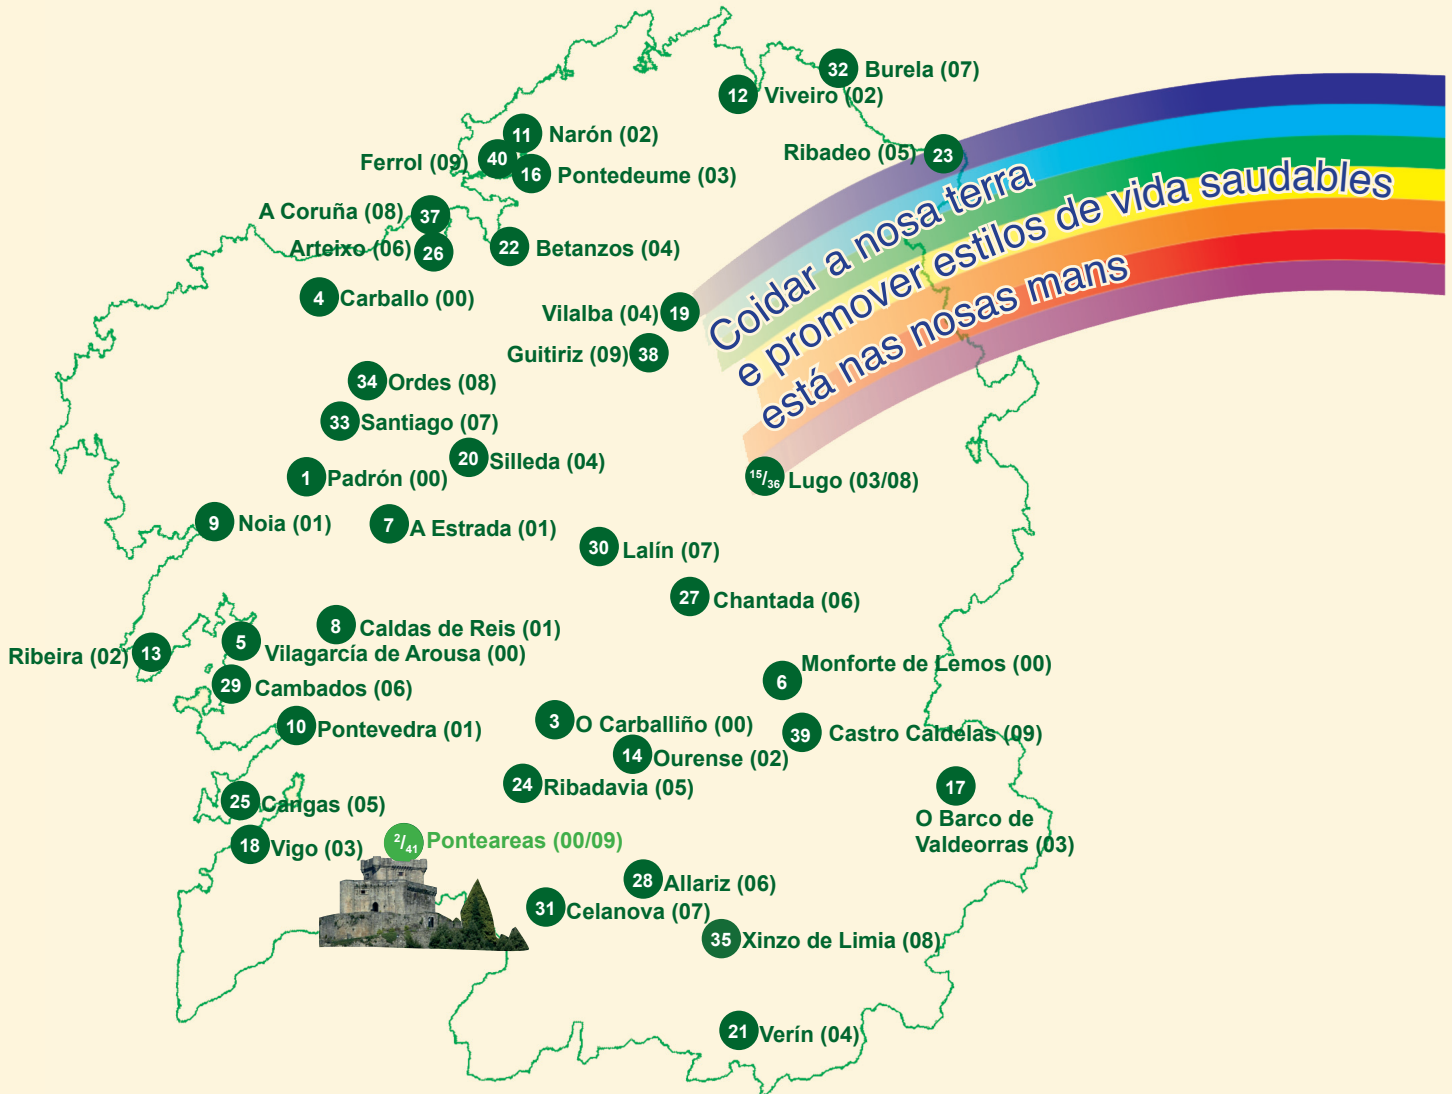 32 Burela (07)
12 Viveiro (02)
11 Narón (02)
Ribadeo (05) 23
Ferrol (09) 40
16 Pontedeume (03)
A Coruña (08) 37
Arteixo (06) 26
22 Betanzos (04)
Coidar a nosa terra
e promover estilos de vida saudables
está nas nosas mans
4 Carballo (00)
Vilalba (04) 19
Guitiriz (09) 38
34 Ordes (08)
33 Santiago (07)
20 Silleda (04)
1 Padrón (00)
15/36 Lugo (03/08)
9 Noia (01)
7 A Estrada (01)
30 Lalín (07)
27 Chantada (06)
8 Caldas de Reis (01)
Ribeira (02) 13
5 Vilagarcía de Arousa (00)
6 Monforte de Lemos (00)
29 Cambados (06)
10 Pontevedra (01)
3 O Carballiño (00)
39 Castro Caldelas (09)
14 Ourense (02)
24 Ribadavia (05)
17
O Barco de
Valdeorras (03)
25 Cangas (05)
18 Vigo (03)
2/41 Ponteareas (00/09)
28 Allariz (06)
31 Celanova (07)
35 Xinzo de Limia (08)
21 Verín (04)